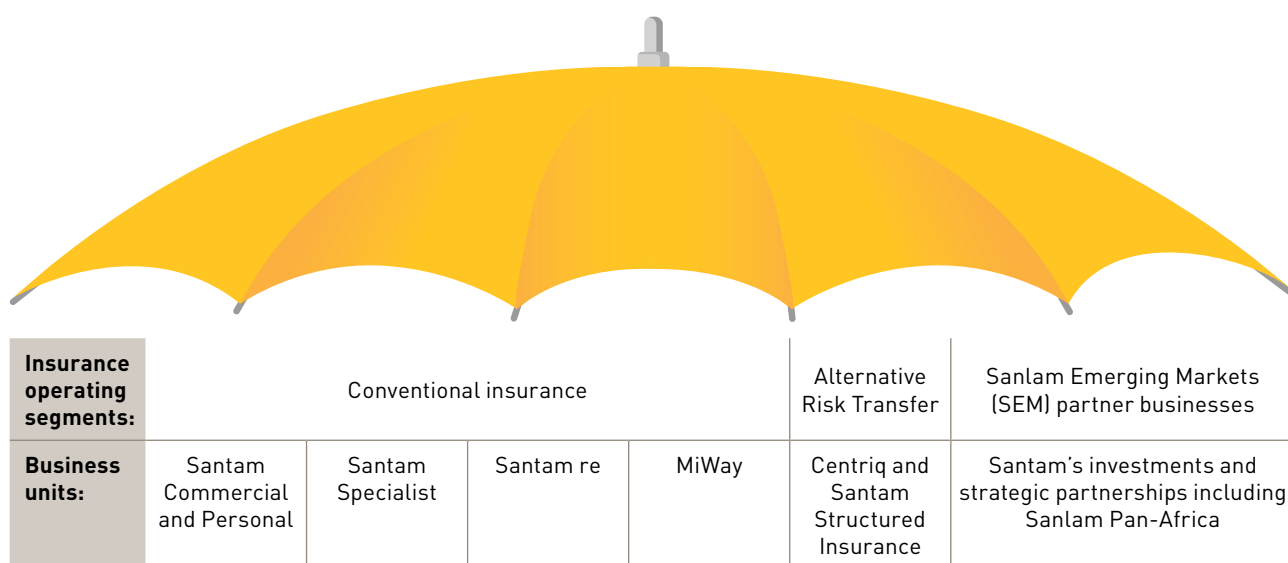 Insurance
operating
segments:
Conventional insurance
Alternative
Risk Transfer
Sanlam Emerging Markets
(SEM) partner businesses
Business
units:
Santam
Commercial
and Personal
Santam
Specialist
Santam re
MiWay
Centriq and
Santam
Structured
Insurance
Santam’s investments and
strategic partnerships including
Sanlam Pan-Africa